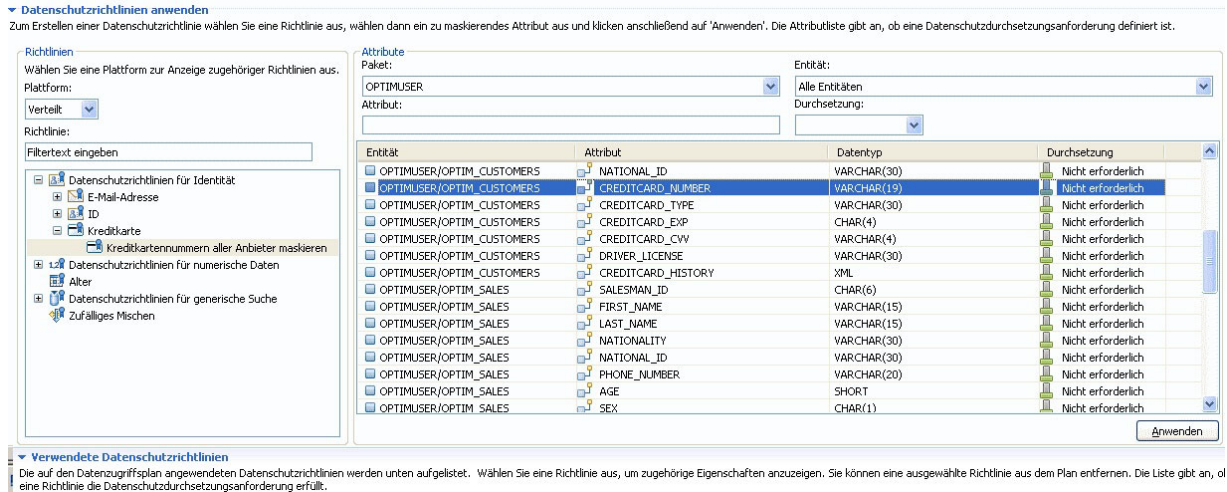 Datenschutzrichtlinien anwenden
Zum Erstellen einer Datenschutzrichtlinie wählen Sie eine Richtlinie aus, wählen dann ein zu maskierendes Attribut aus und klicken anschließend auf 'Anwenden'. Die Attributliste gibt an, ob eine Datenschutzdurchsetzungsanforderung definiert ist.
Richtlinien
Wählen Sie eine Plattform zur Anzeige zugehöriger Richtlinien aus.
Plattform:
Verteilt
Richtlinie:
Filtertext eingeben
Datenschutzrichtlinien für Identität
E-Mail-Adresse
ID
Kreditkarte
Kreditkartennummern aller Anbieter maskieren
Datenschutzrichtlinien für numerische Daten
Alter
Datenschutzrichtlinien für generische Suche
Zufälliges Mischen
Attribute
Paket:
OPTIMUSER
Entität:
Alle Entitäten
Attribut:
Durchsetzung:
Entität Attribut Datentyp Durchsetzung
OPTIMUSER/OPTIM_CUSTOMERS NATIONAL_ID VARCHAR(30) Nicht erforderlich
OPTIMUSER/OPTIM_CUSTOMERS CREDITCARD_NUMBER VARCHAR(19) Nicht erforderlich
OPTIMUSER/OPTIM_CUSTOMERS CREDITCARD_TYPE VARCHAR(30) Nicht erforderlich
OPTIMUSER/OPTIM_CUSTOMERS CREDITCARD_EXP CHAR(4) Nicht erforderlich
OPTIMUSER/OPTIM_CUSTOMERS CREDITCARD_CVV VARCHAR(4) Nicht erforderlich
OPTIMUSER/OPTIM_CUSTOMERS DRIVER_LICENSE VARCHAR(30) Nicht erforderlich
OPTIMUSER/OPTIM_CUSTOMERS CREDITCARD_HISTORY XML Nicht erforderlich
OPTIMUSER/OPTIM_SALES SALESMAN_ID CHAR(6) Nicht erforderlich
OPTIMUSER/OPTIM_SALES FIRST_NAME VARCHAR(15) Nicht erforderlich
OPTIMUSER/OPTIM_SALES LAST_NAME VARCHAR(15) Nicht erforderlich
OPTIMUSER/OPTIM_SALES NATIONALITY VARCHAR(30) Nicht erforderlich
OPTIMUSER/OPTIM_SALES NATIONAL_ID VARCHAR(30) Nicht erforderlich
OPTIMUSER/OPTIM_SALES PHONE_NUMBER VARCHAR(20) Nicht erforderlich
OPTIMUSER/OPTIM_SALES AGE SHORT Nicht erforderlich
OPTIMUSER/OPTIM_SALES SEX CHAR(1) Nicht erforderlich
Anwenden
Verwendete Datenschutzrichtlinien
Die auf den Datenzugriffsplan angewendeten Datenschutzrichtlinien werden unten aufgelistet. Wählen Sie eine Richtlinie aus, um zugehörige Eigenschaften anzuzeigen. Sie können eine ausgewählte Richtlinie aus dem Plan entfernen. Die Liste gibt an,
eine Richtlinie die Datenschutzdurchsetzungsanforderung erfüllt.